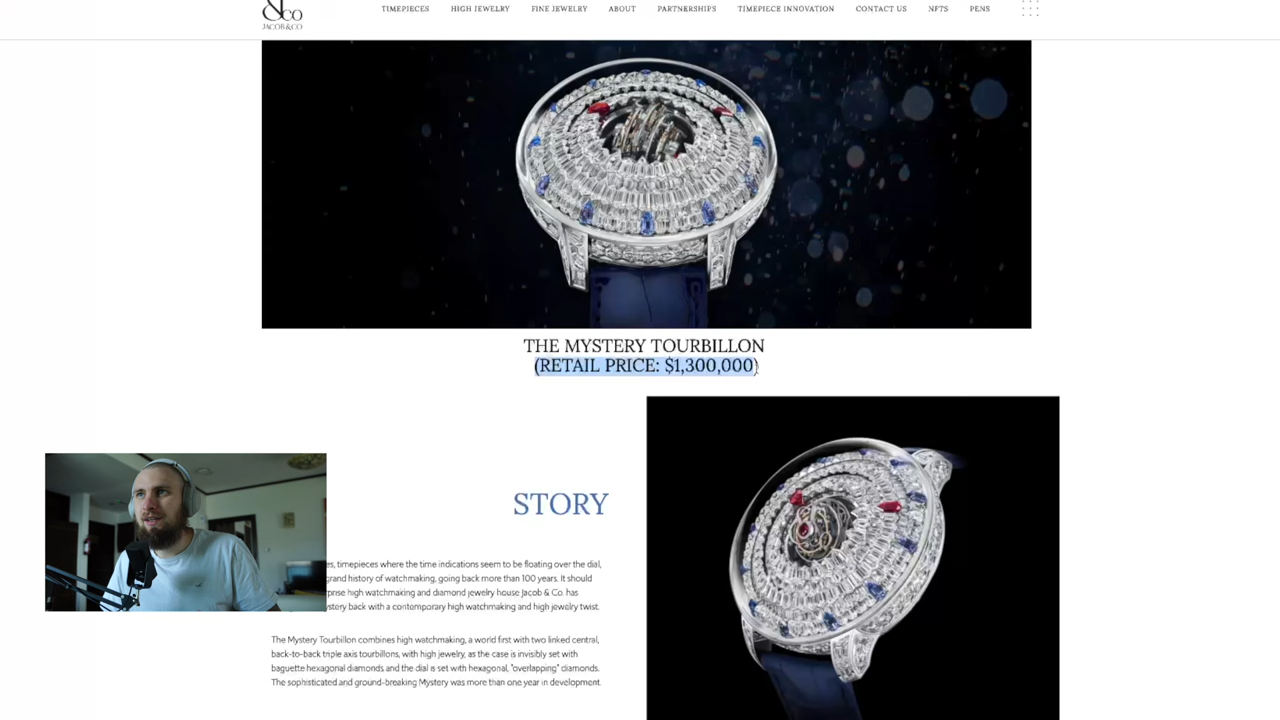 &co
JACOB&CO
TIMEPIECES HIGH JEWELRY FINE JEWELRY ABOUT PARTNERSHIPS TIMEPIECE INNOVATION CONTACT US NFTS PENS
THE MYSTERY TOURBILLON
(RETAIL PRICE: $1,300,000)
STORY
es, timepieces where the time indications seem to be floating over the dial,
grand history of watchmaking, going back more than 100 years. It should
prise high watchmaking and diamond jewelry house Jacob & Co. has
ystery back with a contemporary high watchmaking and high jewelry twist.
The Mystery Tourbillon combines high watchmaking, a world first with two linked central,
back-to-back triple axis tourbillons, with high jewelry, as the case is invisibly set with
baguette hexagonal diamonds and the dial is set with hexagonal, "overlapping" diamonds.
The sophisticated and ground-breaking Mystery was more than one year in development.